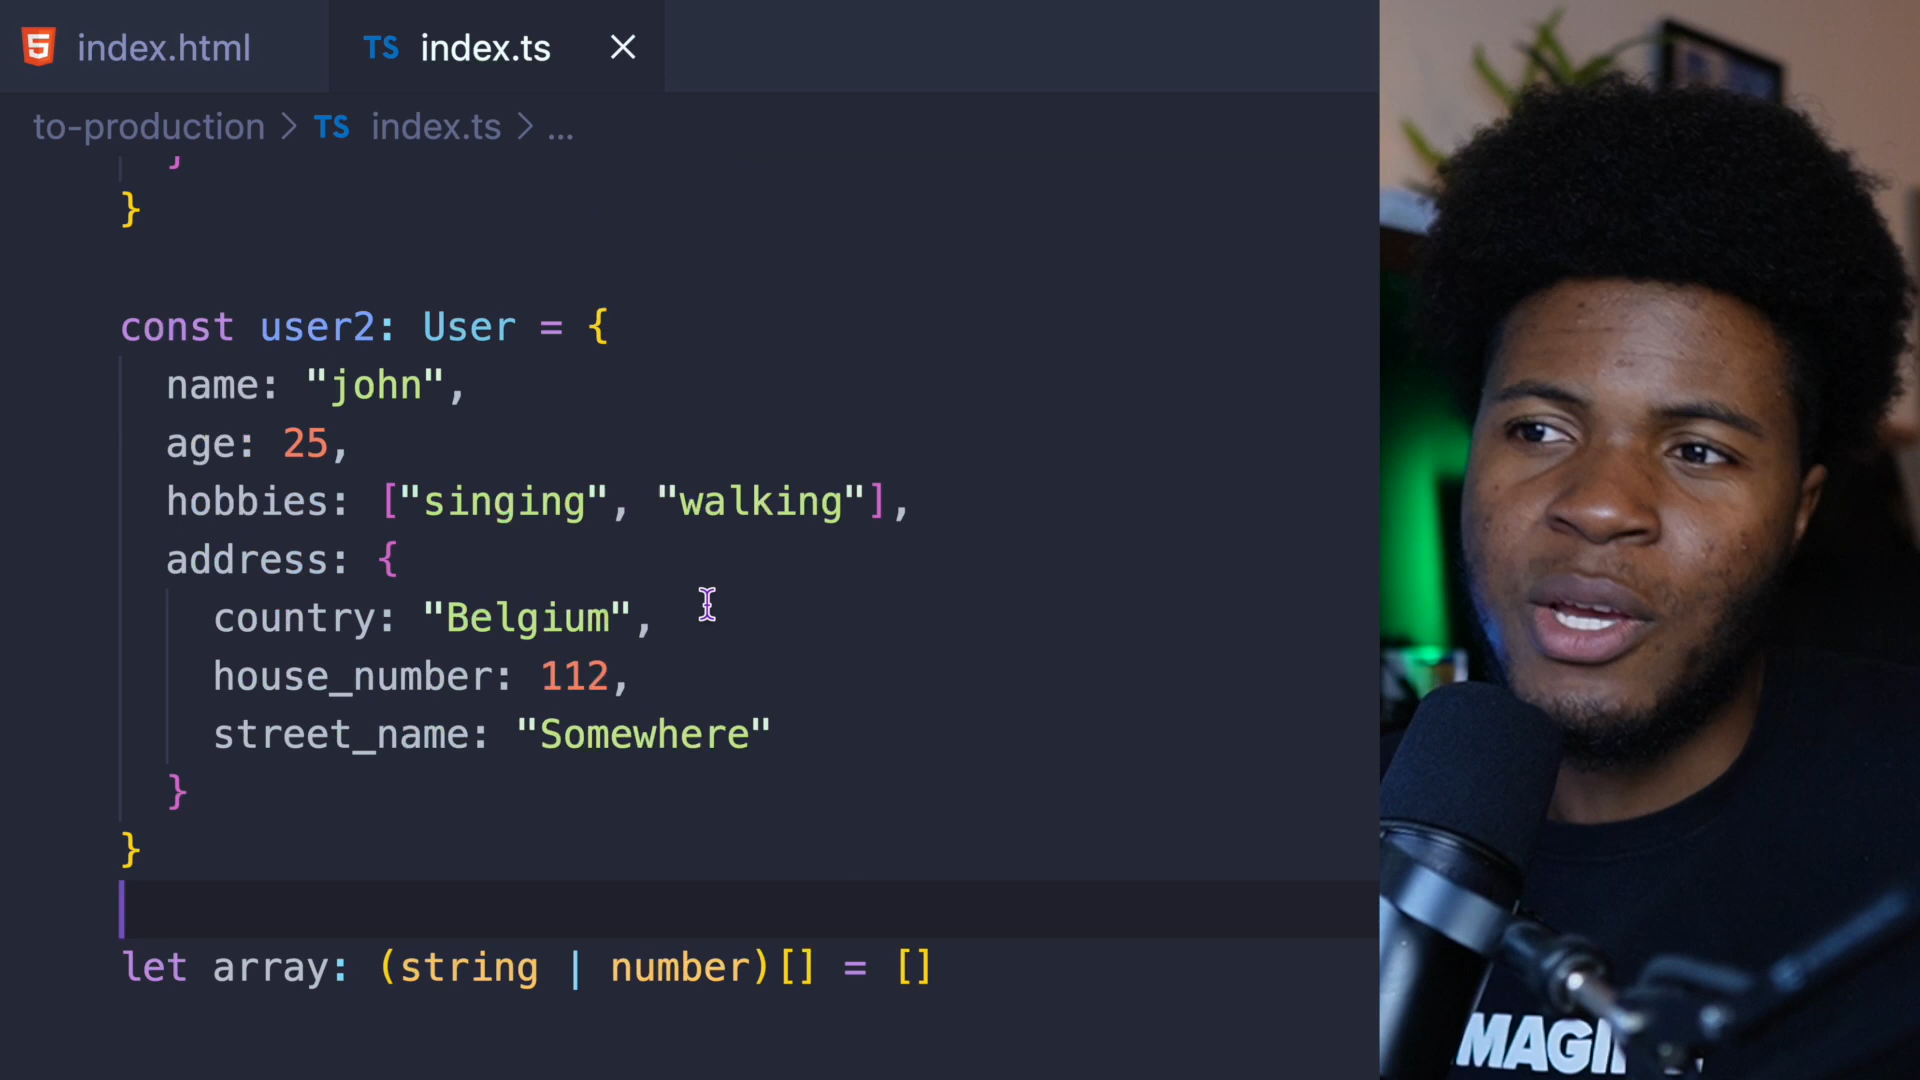 index.html
TS index.ts
to-production > TS index.ts > ...
}
}
const user2: User = {
name: "john",
age: 25,
hobbies: ["singing", "walking"],
address: {
country: "Belgium",
house_number: 112,
street_name: "Somewhere"
}
}
let array: (string | number)[] = []